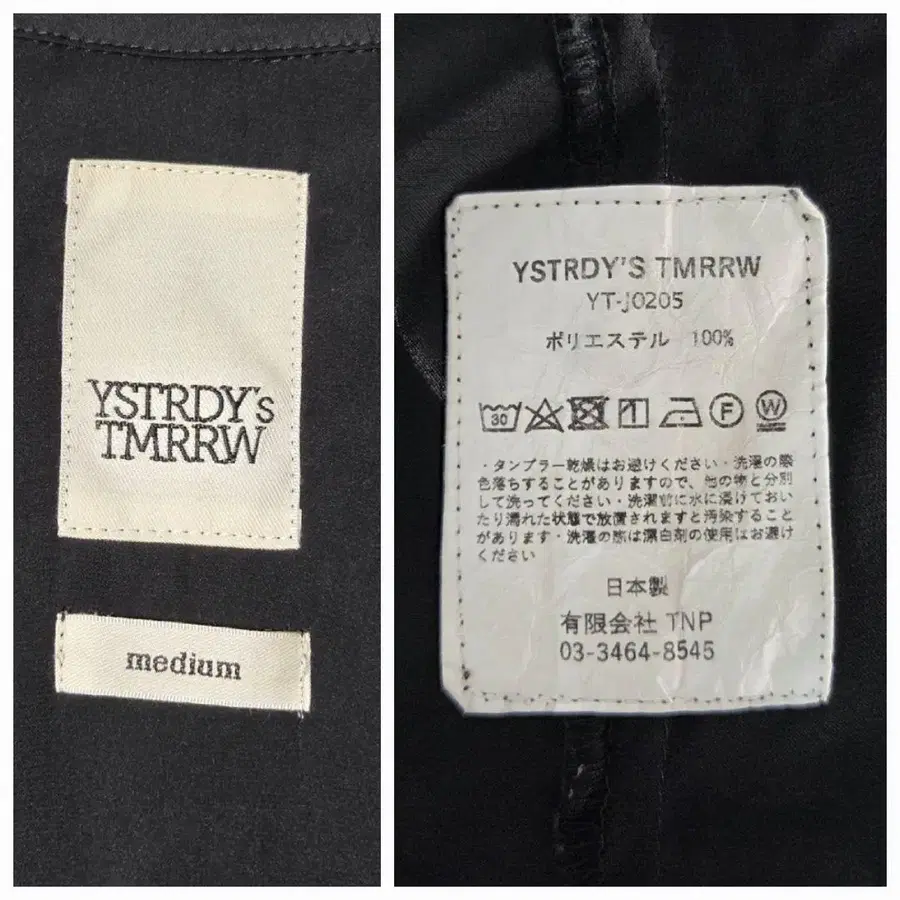 YSTRDY's
TMRRW
medium
YSTRDY'S TMRRW
YT-J0205
ポリエステル 100%
30
F
W
・タンブラー乾燥はお避けください・洗濯の際
色落ちすることがありますので、他の物と分別
して洗ってください・洗濯前に水に浸けておい
たり濡れた状態で放置されますと汚染すること
があります・洗濯の際は漂白剤の使用はお避け
ください
日本製
有限会社 TNP
03-3464-8545